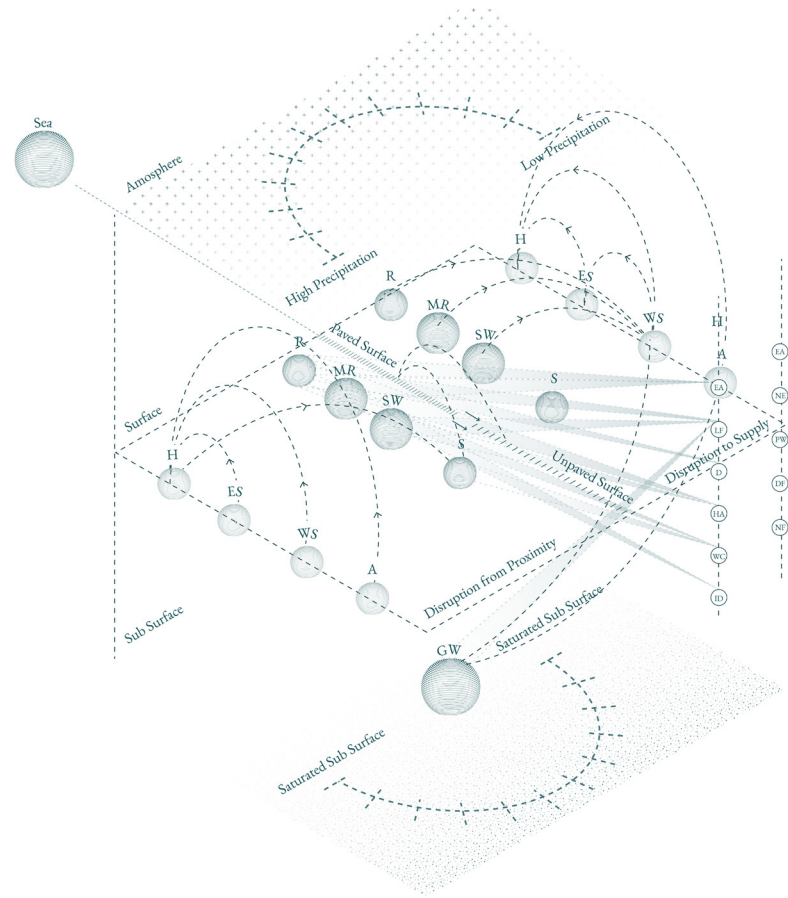 Sea
Amosphere
Low Precipitation
High Precipitation
H
R
ES
MR
WS
SW
H
A
EA
EA
Paved Surface
R
MR
SW
S
NE
Surface
S
LF
PW
Disruption to Supply
H
Unpaved Surface
D
DF
ES
HA
NF
WS
WC
A
Disruption from Proximity
ID
Sub Surface
Saturated Sub Surface
GW
Saturated Sub Surface